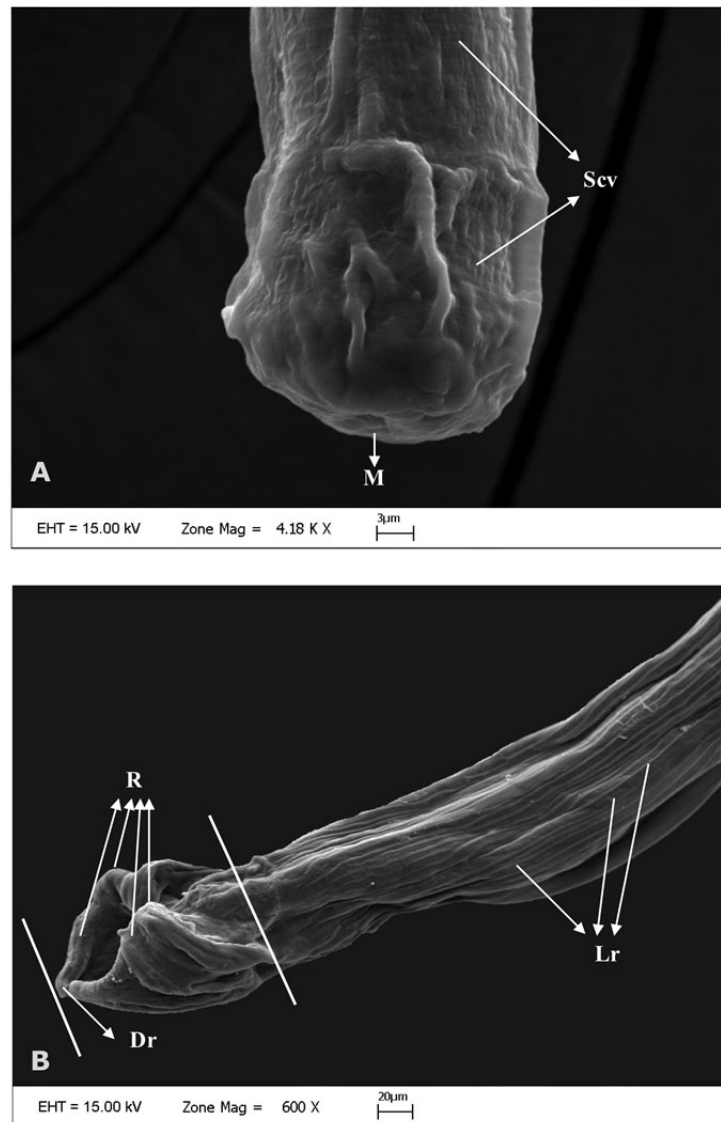 Scv
M
A
EHT = 15.00 kV Zone Mag = 4.18 K X 3µm
R
Lr
Dr
B
EHT = 15.00 kV Zone Mag = 600 X 20µm